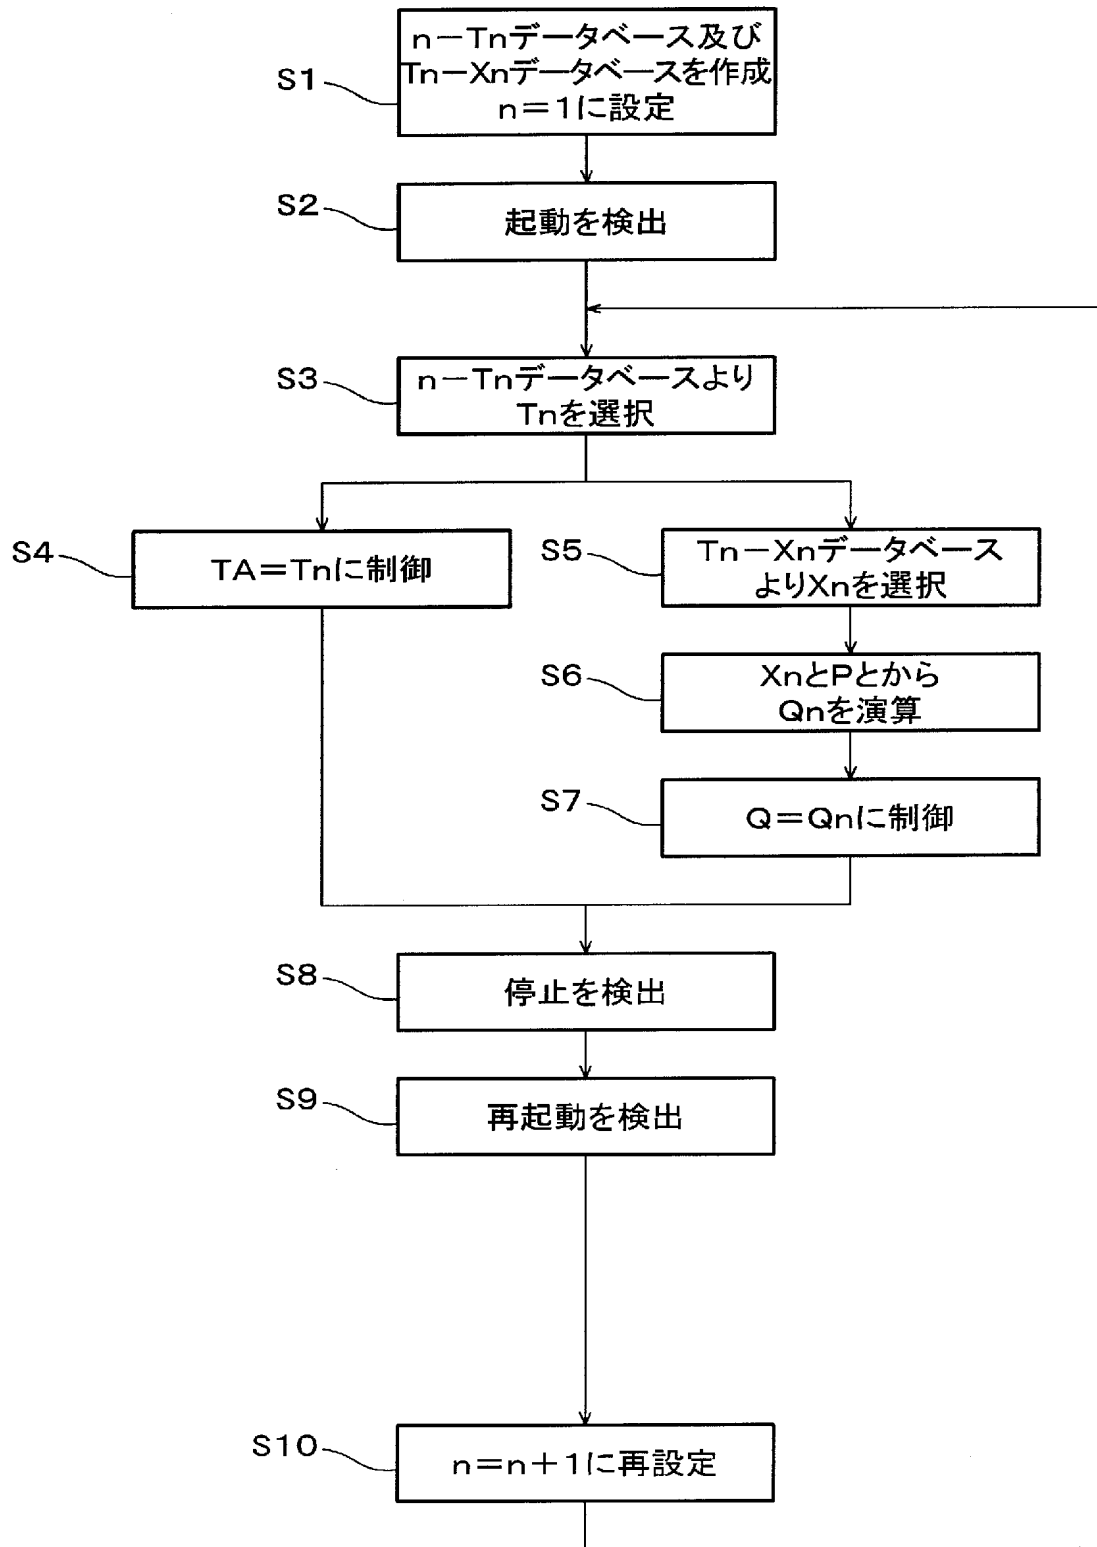 S1
n－Tnデータベース及び
Tn－Xnデータベースを作成
n＝1に設定
S2
起動を検出
S3
n－Tnデータベースより
Tnを選択
S4
TA＝Tnに制御
S5
Tn－Xnデータベース
よりXnを選択
S6
XnとPとから
Qnを演算
S7
Q＝Qnに制御
S8
停止を検出
S9
再起動を検出
S10
n＝n＋1に再設定